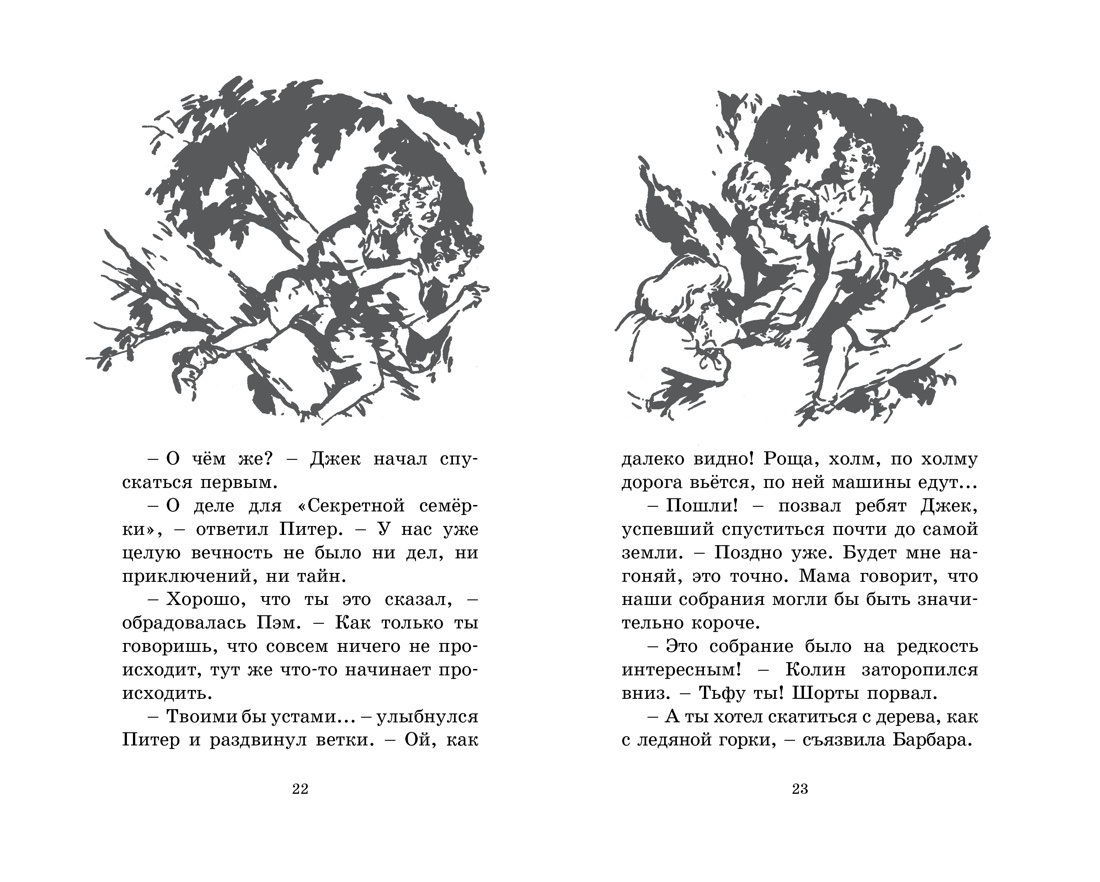 – О чём же? – Джек начал спу-
скаться первым.
– О деле для «Секретной семёр-
ки», – ответил Питер. – У нас уже
целую вечность не было ни дел, ни
приключений, ни тайн.
– Хорошо, что ты это сказал, –
обрадовалась Пэм. – Как только ты
говоришь, что совсем ничего не про-
исходит, тут же что-то начинает про-
исходить.
– Твоими бы устами... – улыбнулся
Питер и раздвинул ветки. – Ой, как
22
далеко видно! Роща, холм, по холму
дорога вьётся, по ней машины едут...
– Пошли! – позвал ребят Джек,
успевший спуститься почти до самой
земли. – Поздно уже. Будет мне на-
гоняй, это точно. Мама говорит, что
наши собрания могли бы быть значи-
тельно короче.
– Это собрание было на редкость
интересным! – Колин заторопился
вниз. – Тьфу ты! Шорты порвал.
– А ты хотел скатиться с дерева, как
с ледяной горки, – съязвила Барбара.
23